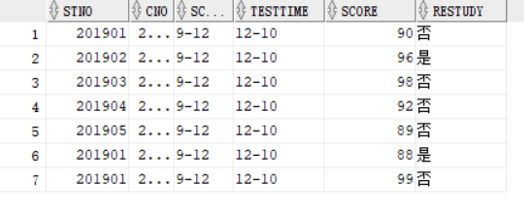 STNO CNO SC... TESTTIME SCORE RESTUDY
1 201901 2... 9-12 12-10 90 否
2 201902 2... 9-12 12-10 96 是
3 201903 2... 9-12 12-10 98 否
4 201904 2... 9-12 12-10 92 否
5 201905 2... 9-12 12-10 89 否
6 201901 2... 9-12 12-10 88 是
7 201901 2... 9-12 12-10 99 否